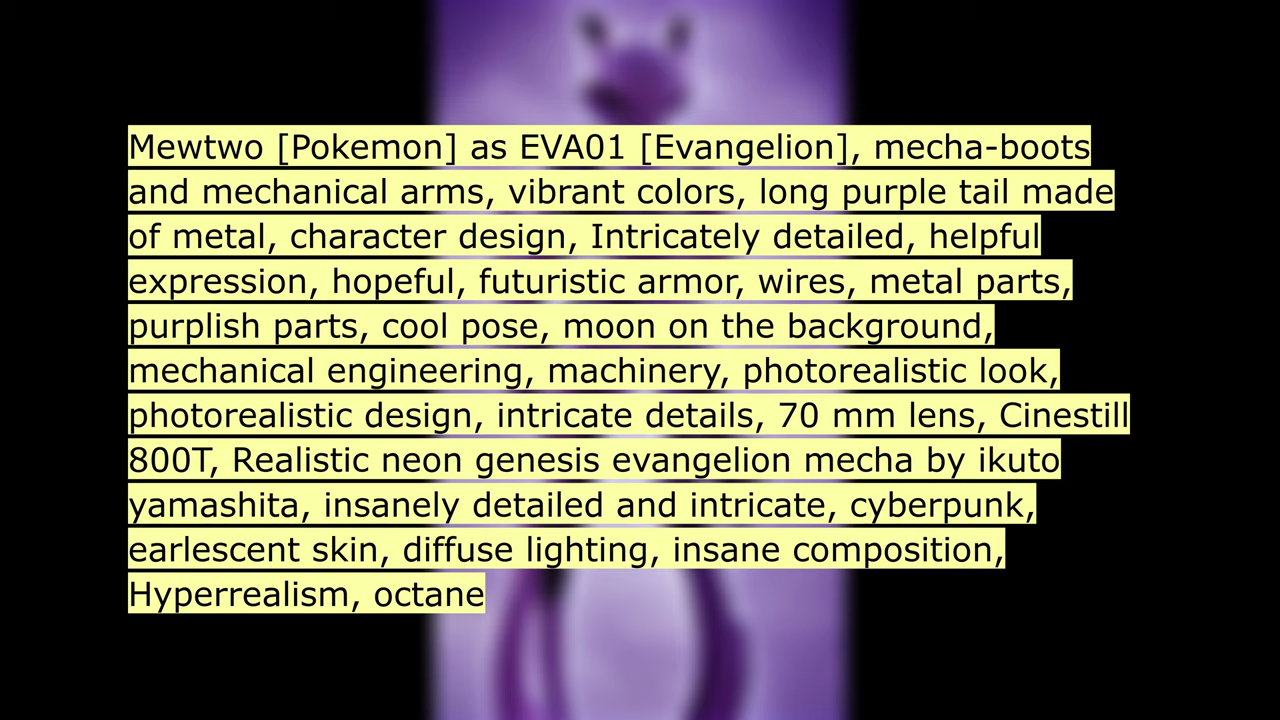 Mewtwo [Pokemon] as EVA01 [Evangelion], mecha-boots
and mechanical arms, vibrant colors, long purple tail made
of metal, character design, Intricately detailed, helpful
expression, hopeful, futuristic armor, wires, metal parts,
purplish parts, cool pose, moon on the background,
mechanical engineering, machinery, photorealistic look,
photorealistic design, intricate details, 70 mm lens, Cinestill
800T, Realistic neon genesis evangelion mecha by ikuto
yamashita, insanely detailed and intricate, cyberpunk,
earlescent skin, diffuse lighting, insane composition,
Hyperrealism, octane